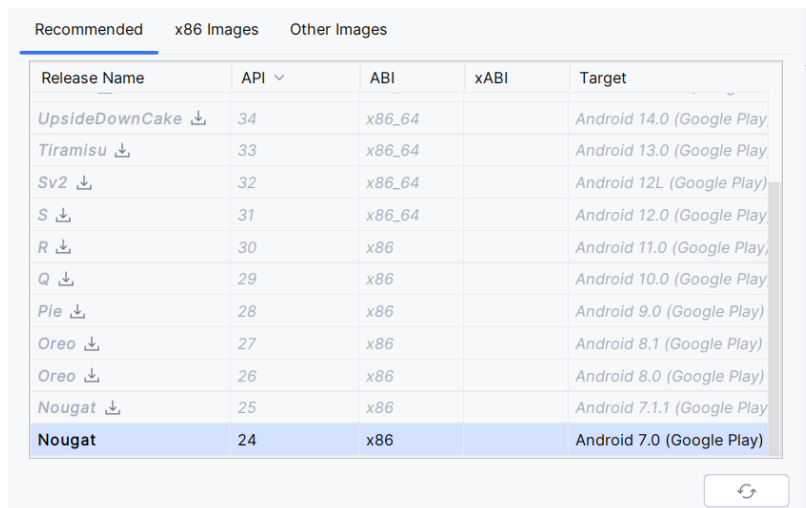 Recommended x86 Images Other Images
Release Name API ABI xABI Target
UpsideDownCake 34 x86_64 Android 14.0 (Google Play
Tiramisu 33 x86_64 Android 13.0 (Google Play
Sv2 32 x86_64 Android 12L (Google Play)
S 31 x86_64 Android 12.0 (Google Play
R 30 x86 Android 11.0 (Google Play)
Q 29 x86 Android 10.0 (Google Play
Pie 28 x86 Android 9.0 (Google Play)
Oreo 27 x86 Android 8.1 (Google Play)
Oreo 26 x86 Android 8.0 (Google Play)
Nougat 25 x86 Android 7.1.1 (Google Play
Nougat 24 x86 Android 7.0 (Google Play)